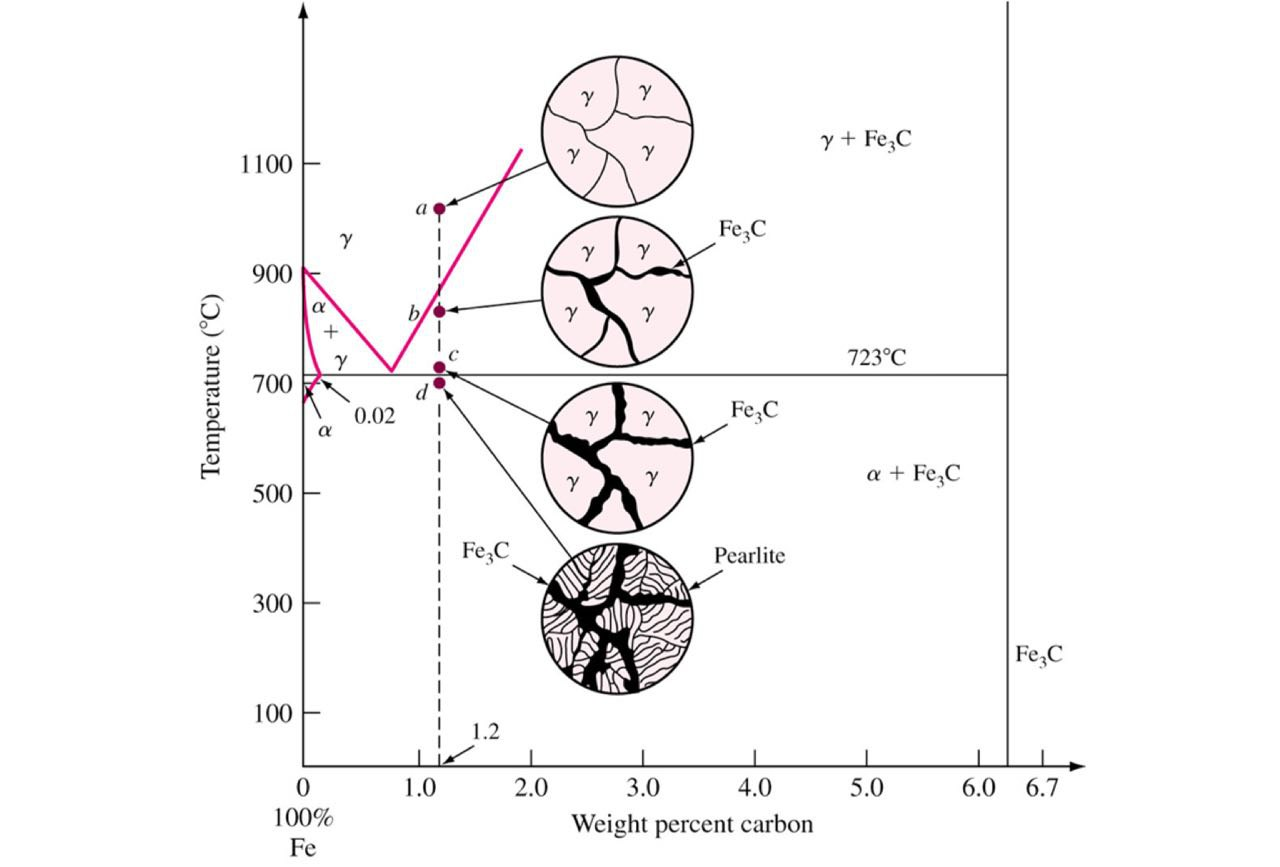 γ
γ
γ + Fe₃C
γ
γ
1100
a
Fe₃C
γ
γ
γ
900
α
b
γ
γ
+
c
723°C
γ
700
d
Fe₃C
0.02
γ
γ
α
α + Fe₃C
γ
γ
500
Fe₃C
Pearlite
300
Fe₃C
100
1.2
0
1.0
2.0
3.0
4.0
5.0
6.0
6.7
100%
Fe
Weight percent carbon
Temperature (°C)